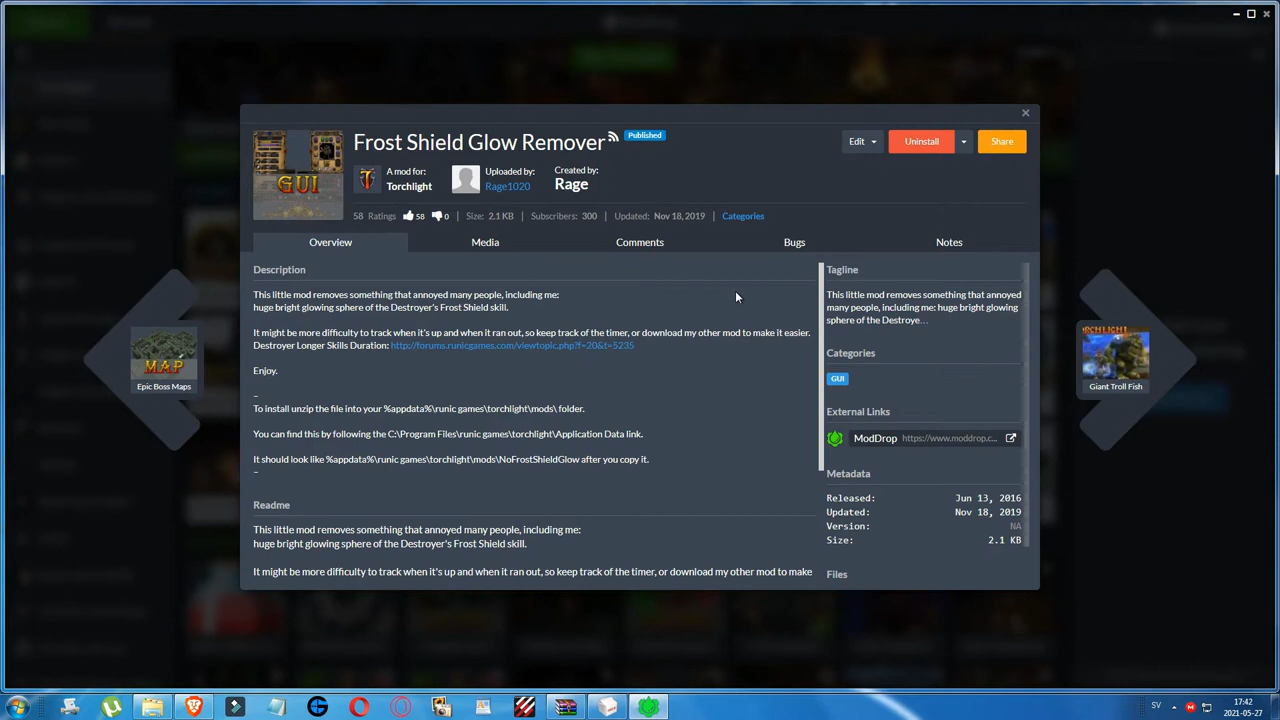 Frost Shield Glow Remover
Published
Edit
Uninstall
Share
A mod for:
Torchlight
Uploaded by:
Rage1020
Created by:
Rage
58 Ratings 58 0 | Size: 2.1 KB | Subscribers: 300 | Updated: Nov 18, 2019 | Categories
Overview
Media
Comments
Bugs
Notes
GUI
Description
This little mod removes something that annoyed many people, including me:
huge bright glowing sphere of the Destroyer's Frost Shield skill.
It might be more difficulty to track when it's up and when it ran out, so keep track of the timer, or download my other mod to make it easier.
Destroyer Longer Skills Duration: http://forums.runicgames.com/viewtopic.php?f=20&t=5235
Enjoy.
–
To install unzip the file into your %appdata%\runic games\torchlight\mods\ folder.
You can find this by following the C:\Program Files\runic games\torchlight\Application Data link.
It should look like %appdata%\runic games\torchlight\mods\NoFrostShieldGlow after you copy it.
–
Readme
This little mod removes something that annoyed many people, including me:
huge bright glowing sphere of the Destroyer's Frost Shield skill.
It might be more difficulty to track when it's up and when it ran out, so keep track of the timer, or download my other mod to make
Tagline
This little mod removes something that annoyed
many people, including me: huge bright glowing
sphere of the Destroye…
Categories
GUI
External Links
ModDrop https://www.moddrop.c...
Metadata
Released: Jun 13, 2016
Updated: Nov 18, 2019
Version: NA
Size: 2.1 KB
Files
MAP
Epic Boss Maps
TORCHLIGHT
Giant Troll Fish
SV
17:42
2021-05-27